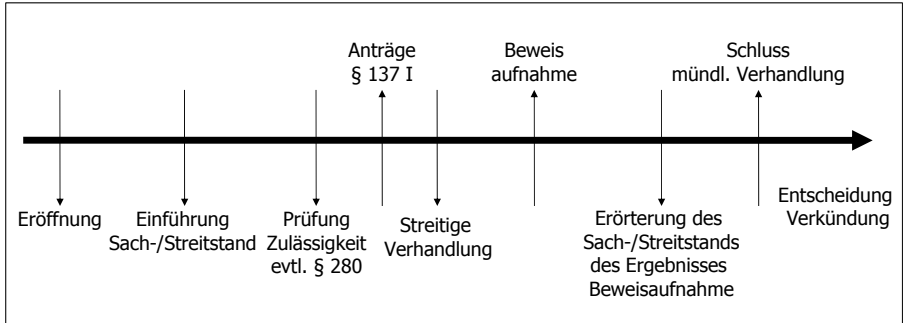 Anträge
§ 137 I
Beweis
aufnahme
Schluss
mündl. Verhandlung
Eröffnung
Einführung
Sach-/Streitstand
Prüfung
Zulässigkeit
evtl. § 280
Streitige
Verhandlung
Erörterung des
Sach-/Streitstands
des Ergebnisses
Beweisaufnahme
Entscheidung
Verkündung